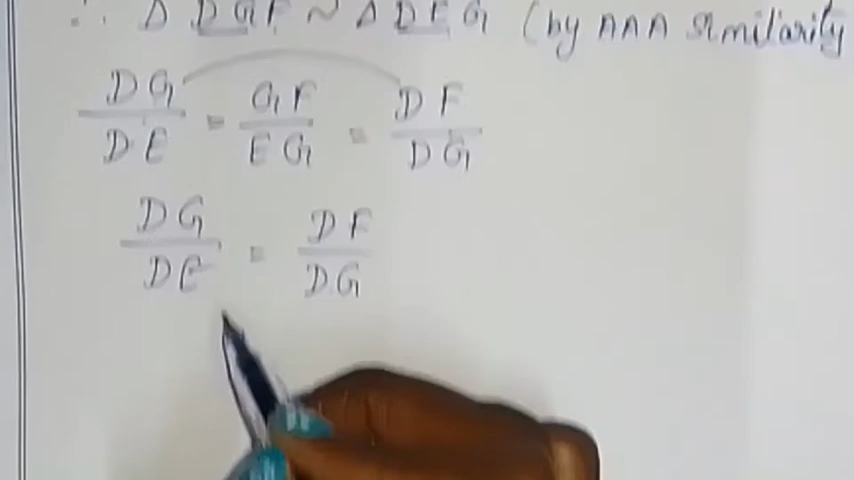 ∴ Δ DGF ~ Δ DEG (by AAA similarity
DG/DE = GF/EG = DF/DG
DG/DE = DF/DG